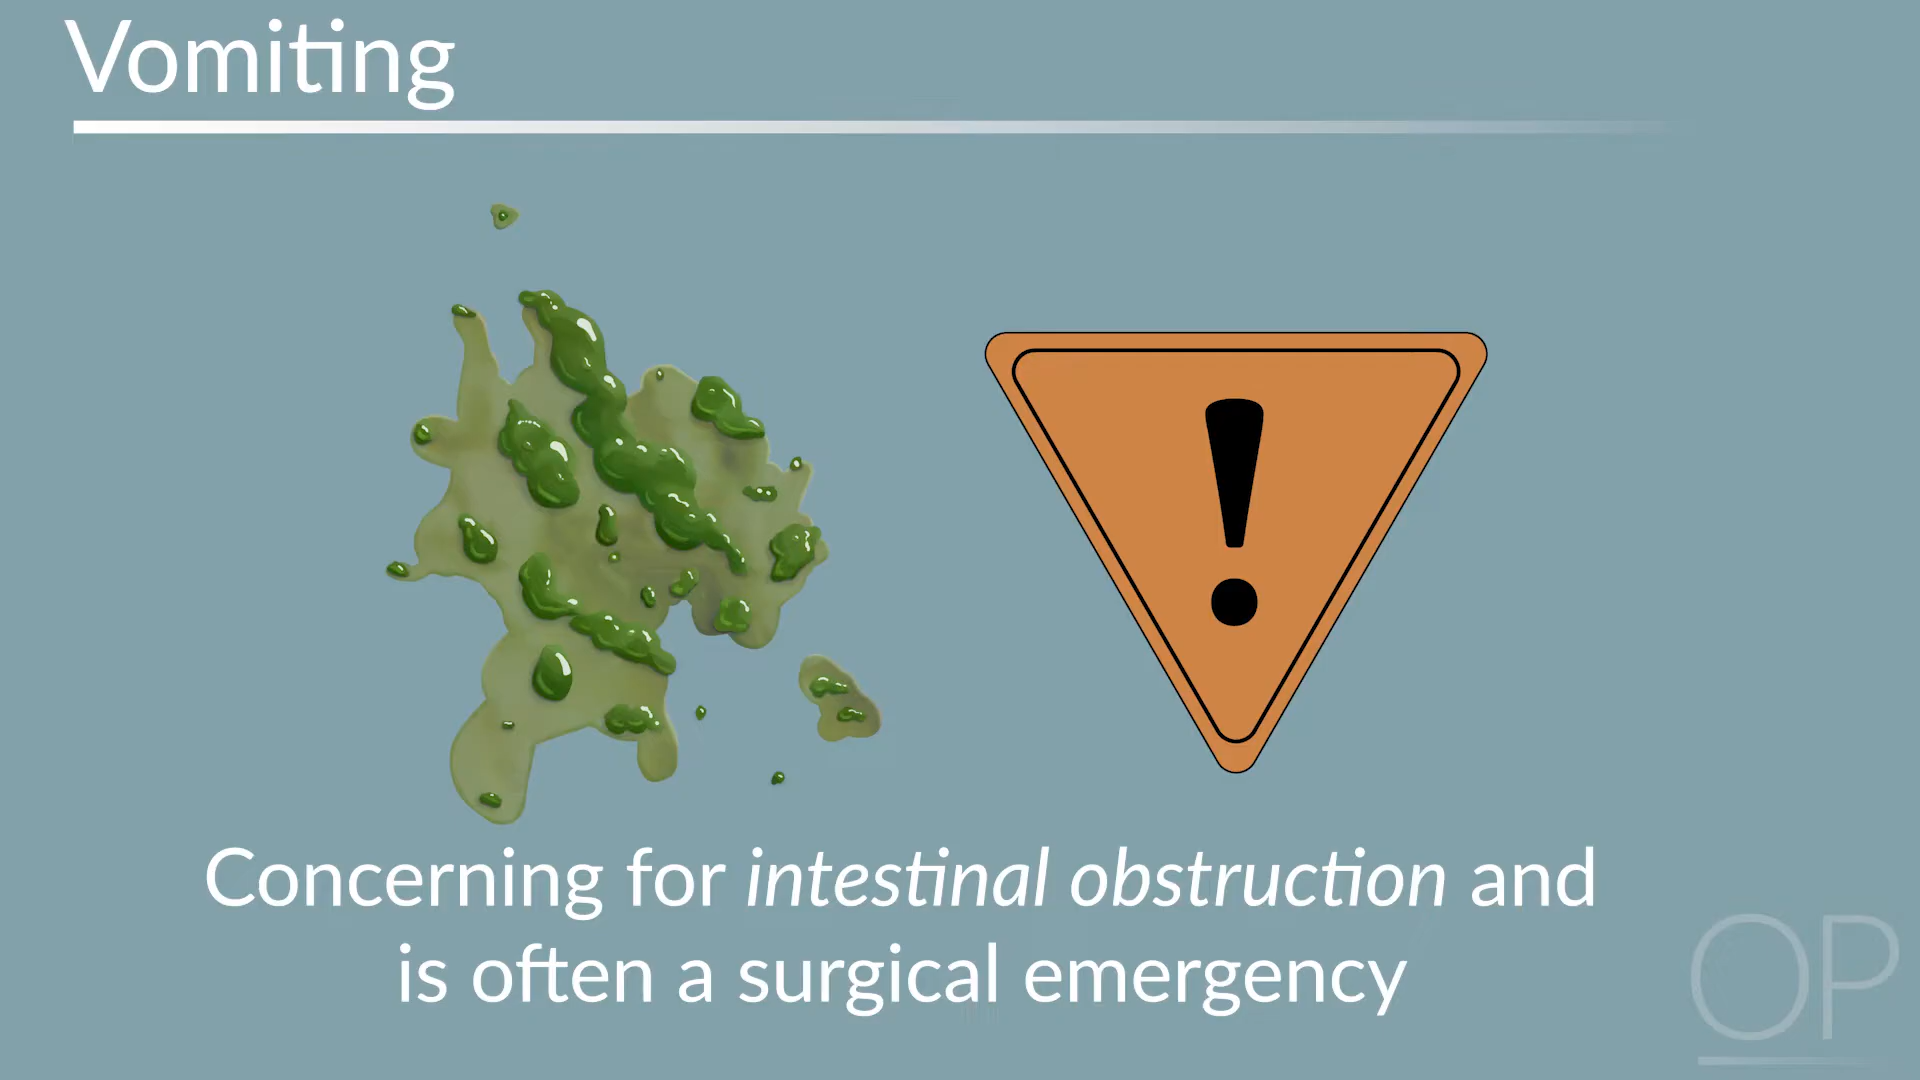 Vomiting
!
Concerning for intestinal obstruction and
is often a surgical emergency
OP